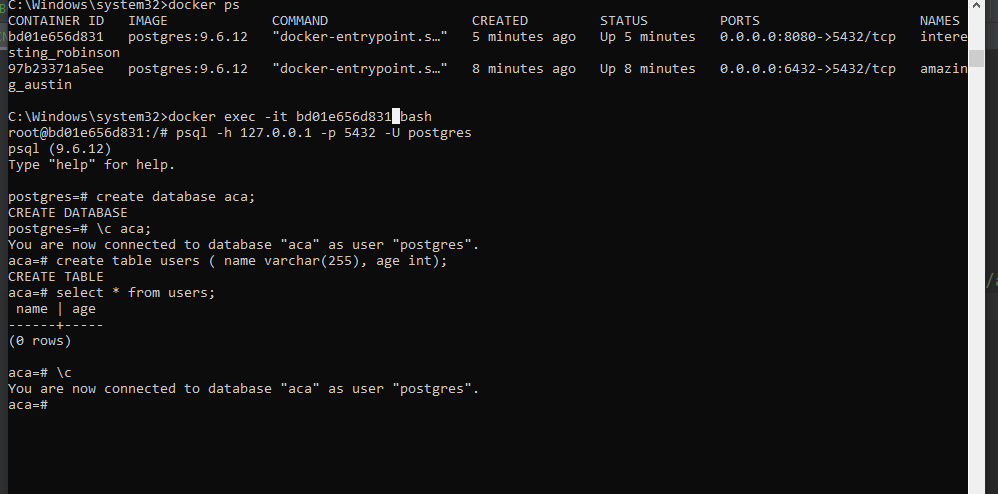 C:\Windows\system32>docker ps
CONTAINER ID   IMAGE             COMMAND                  CREATED         STATUS         PORTS                    NAMES
bd01e656d831   postgres:9.6.12   "docker-entrypoint.s…"   5 minutes ago   Up 5 minutes   0.0.0.0:8080->5432/tcp   intere
sting_robinson
97b23371a5ee   postgres:9.6.12   "docker-entrypoint.s…"   8 minutes ago   Up 8 minutes   0.0.0.0:6432->5432/tcp   amazin
g_austin
C:\Windows\system32>docker exec -it bd01e656d831 bash
root@bd01e656d831:/# psql -h 127.0.0.1 -p 5432 -U postgres
psql (9.6.12)
Type "help" for help.
postgres=# create database aca;
CREATE DATABASE
postgres=# \c aca;
You are now connected to database "aca" as user "postgres".
aca=# create table users ( name varchar(255), age int);
CREATE TABLE
aca=# select * from users;
 name | age
------+-----
(0 rows)
aca=# \c
You are now connected to database "aca" as user "postgres".
aca=#